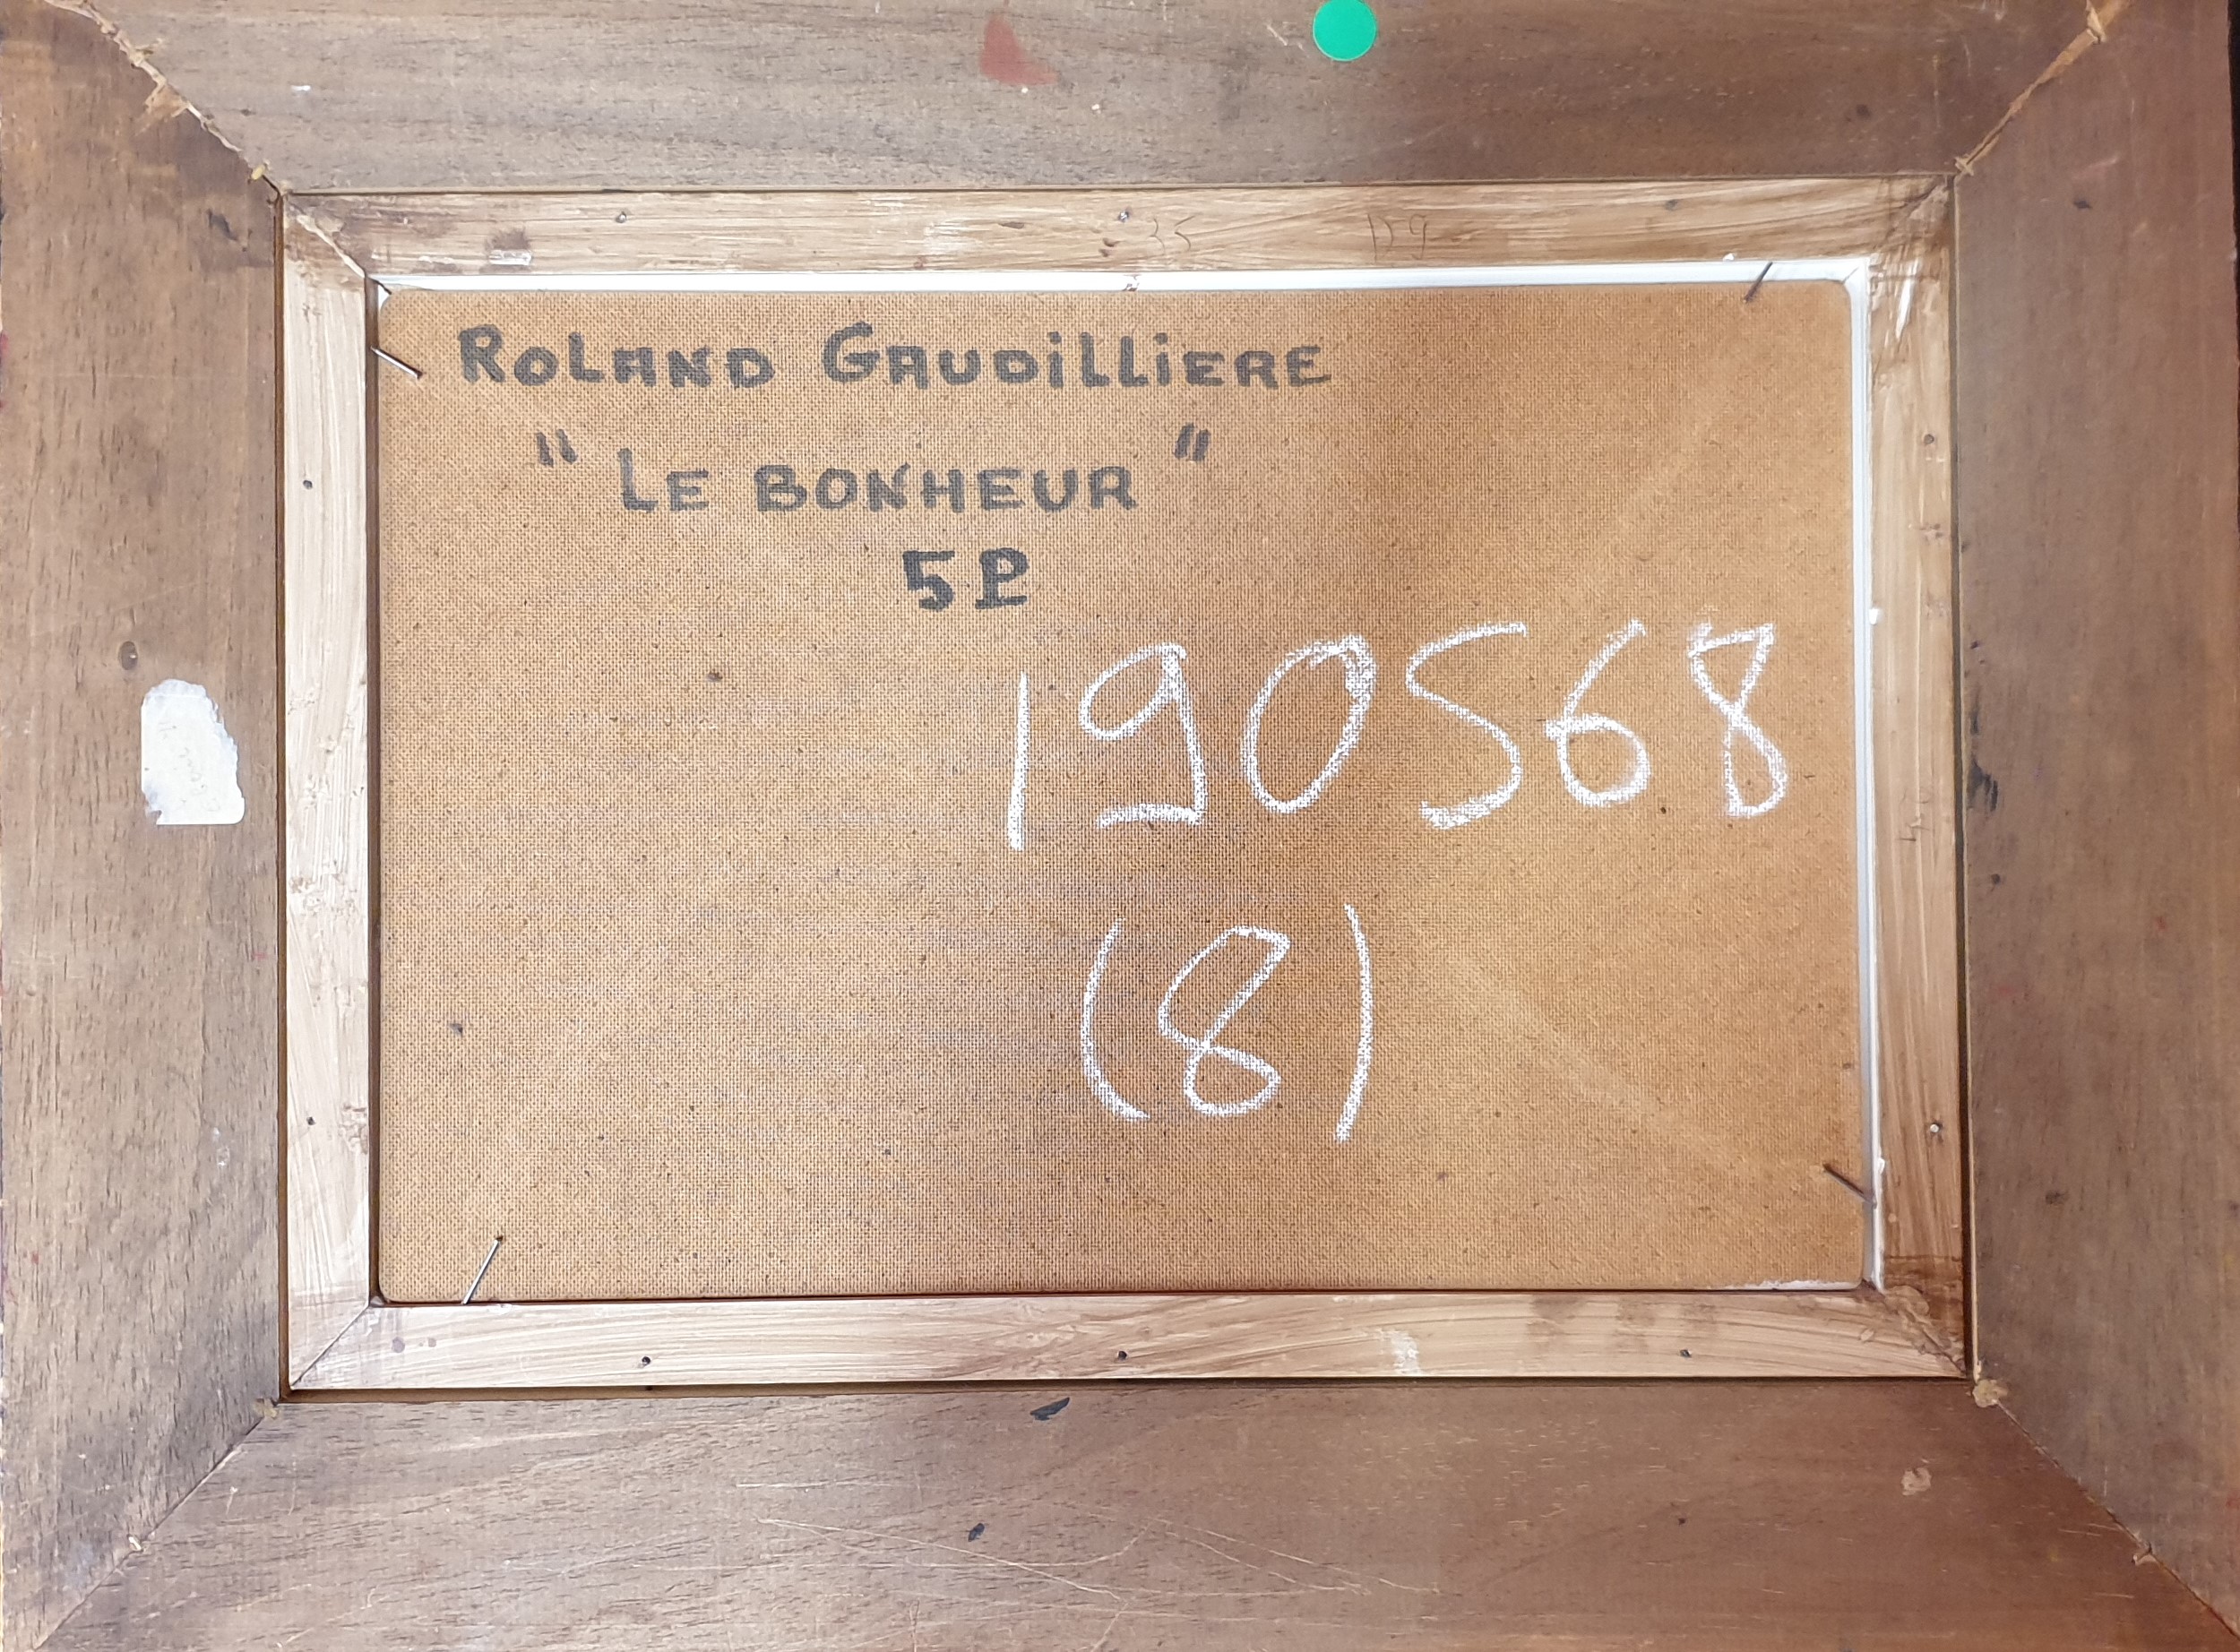 Roland Gaudilliere
" Le Bonheur "
5P
190568
(8)